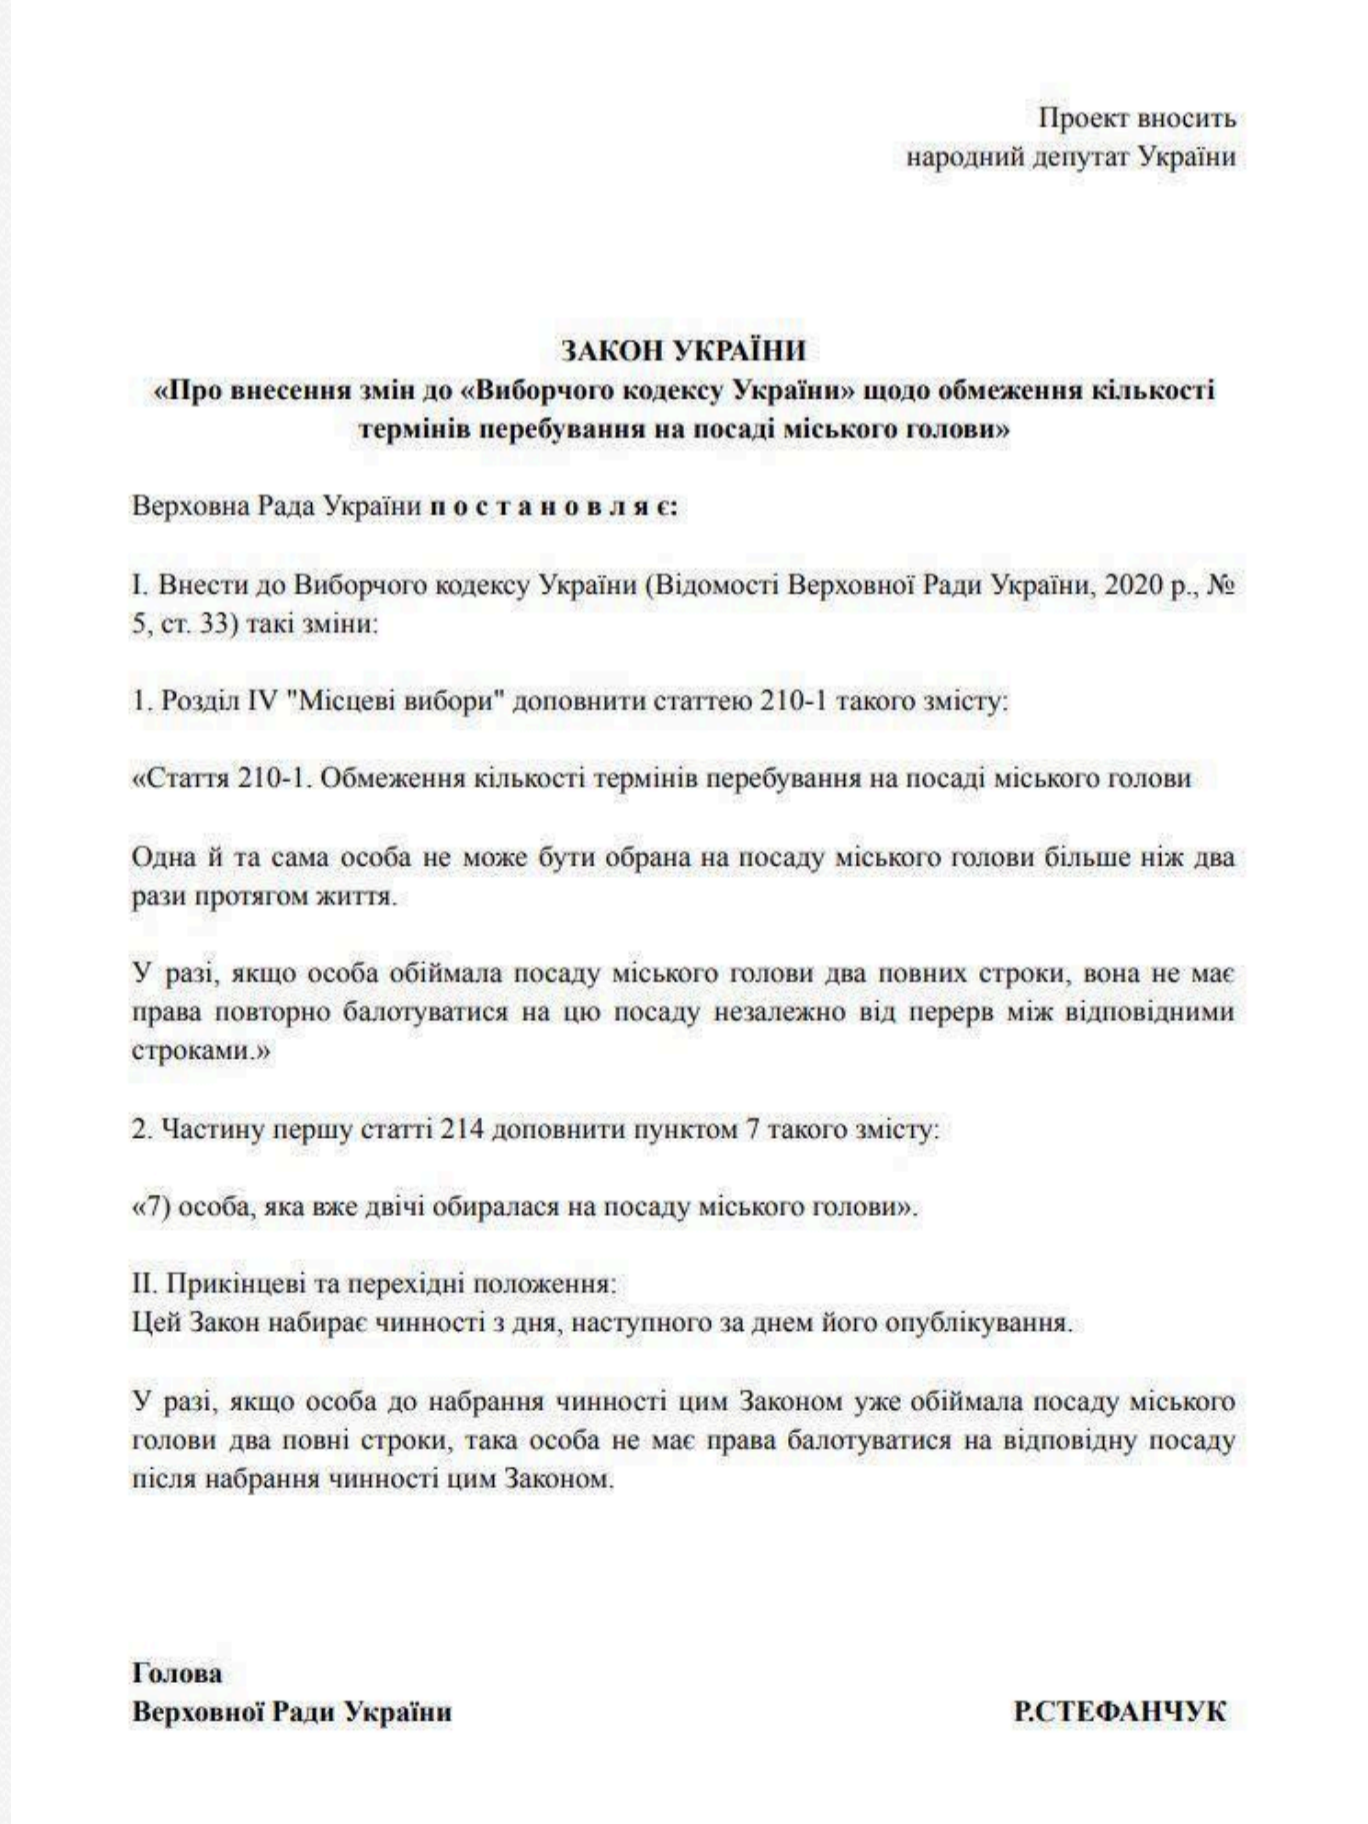 Проект вносить
народний депутат України
ЗАКОН УКРАЇНИ
«Про внесення змін до «Виборчого кодексу України» щодо обмеження кількості
термінів перебування на посаді міського голови»
Верховна Рада України п о с т а н о в л я є:
І. Внести до Виборчого кодексу України (Відомості Верховної Ради України, 2020 р., №
5, ст. 33) такі зміни:
1. Розділ IV "Місцеві вибори" доповнити статтею 210-1 такого змісту:
«Стаття 210-1. Обмеження кількості термінів перебування на посаді міського голови
Одна й та сама особа не може бути обрана на посаду міського голови більше ніж два
рази протягом життя.
У разі, якщо особа обіймала посаду міського голови два повних строки, вона не має
права повторно балотуватися на цю посаду незалежно від перерв між відповідними
строками.»
2. Частину першу статті 214 доповнити пунктом 7 такого змісту:
«7) особа, яка вже двічі обиралася на посаду міського голови».
ІІ. Прикінцеві та перехідні положення:
Цей Закон набирає чинності з дня, наступного за днем його опублікування.
У разі, якщо особа до набрання чинності цим Законом уже обіймала посаду міського
голови два повні строки, така особа не має права балотуватися на відповідну посаду
після набрання чинності цим Законом.
Голова
Верховної Ради України Р.СТЕФАНЧУК